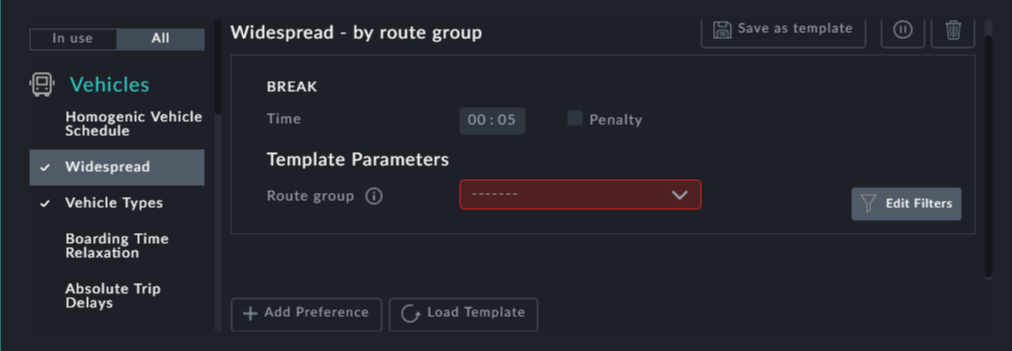 In use
All
Vehicles
Homogenic Vehicle
Schedule
Widespread
Vehicle Types
Boarding Time
Relaxation
Absolute Trip
Delays
Widespread - by route group
Save as template
BREAK
Time
00 : 05
Penalty
Template Parameters
Route group
-------
Edit Filters
Add Preference
Load Template